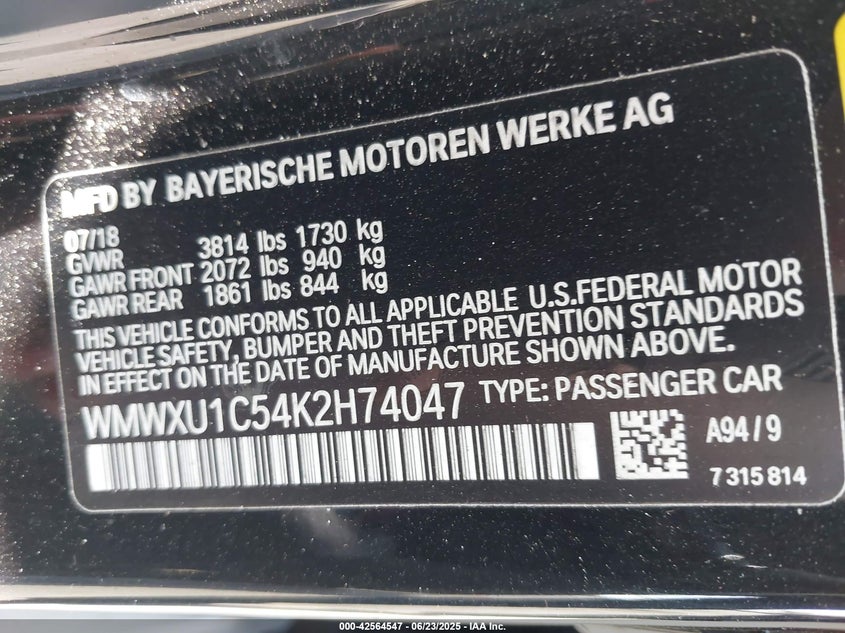 MFD BY BAYERISCHE MOTOREN WERKE AG
07/18
GVWR 3814 lbs 1730 kg
GAWR FRONT 2072 lbs 940 kg
GAWR REAR 1861 lbs 844 kg
THIS VEHICLE CONFORMS TO ALL APPLICABLE U.S.FEDERAL MOTOR
VEHICLE SAFETY, BUMPER AND THEFT PREVENTION STANDARDS
IN EFFECT ON THE DATE OF MANUFACTURE SHOWN ABOVE.
WMWXU1C54K2H74047 TYPE: PASSENGER CAR
A94/9
7315814
000-42564547 - 06/23/2025 - IAA Inc.